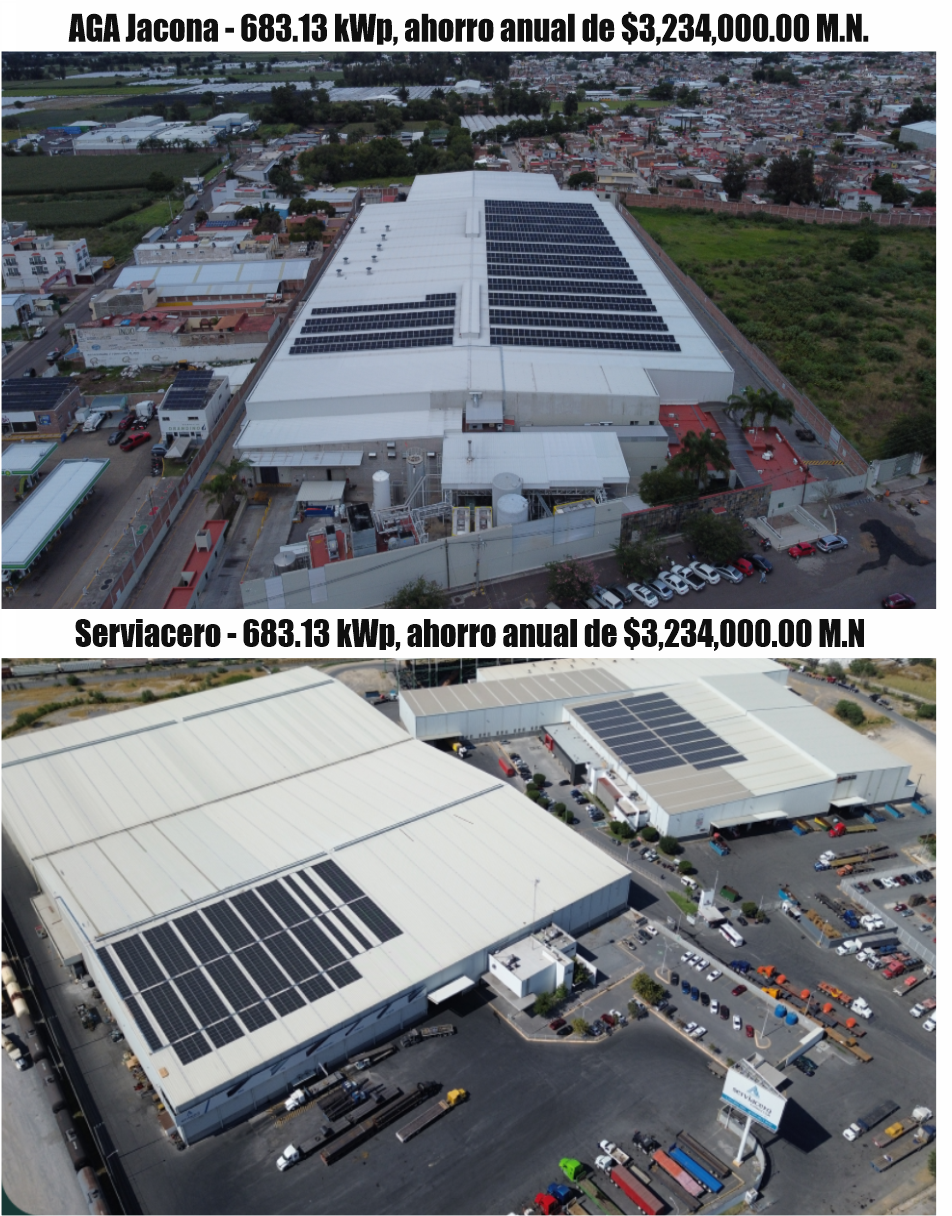 AGA Jacona - 683.13 kWp, ahorro anual de $3,234,000.00 M.N.
Serviacero - 683.13 kWp, ahorro anual de $3,234,000.00 M.N
serviacero